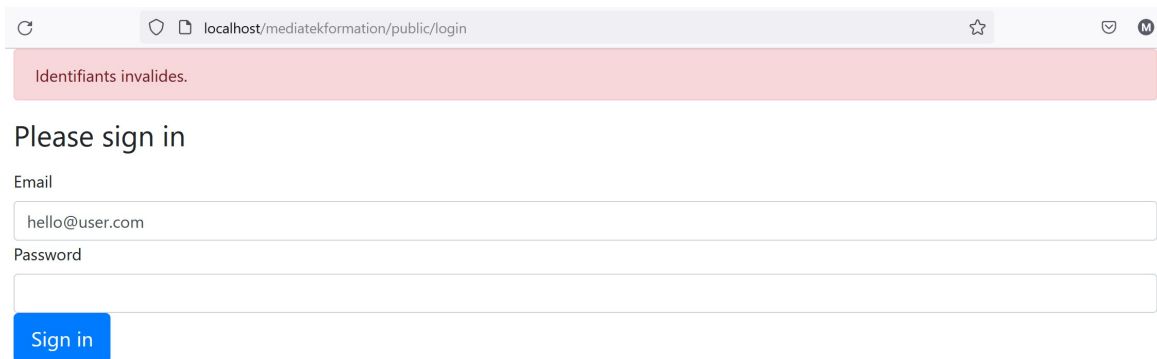 localhost/mediatekformation/public/login
M
Identifiants invalides.
Please sign in
Email
hello@user.com
Password
Sign in